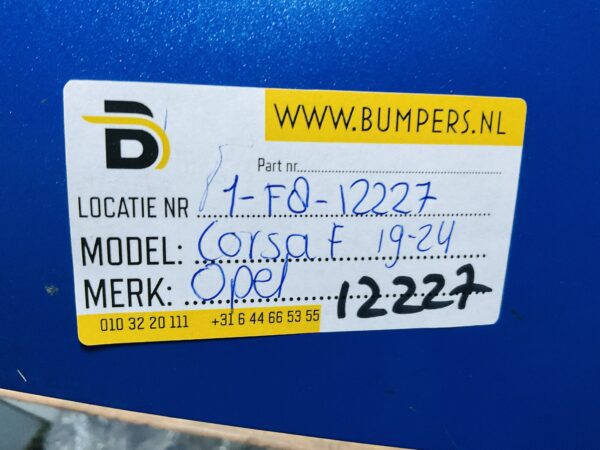 WWW.BUMPERS.NL
B
Part nr.
LOCATIE NR 1-F8-12227
MODEL: Corsa F 19-24
MERK: Opel 12227
010 32 20 111 +31 6 44 66 53 55